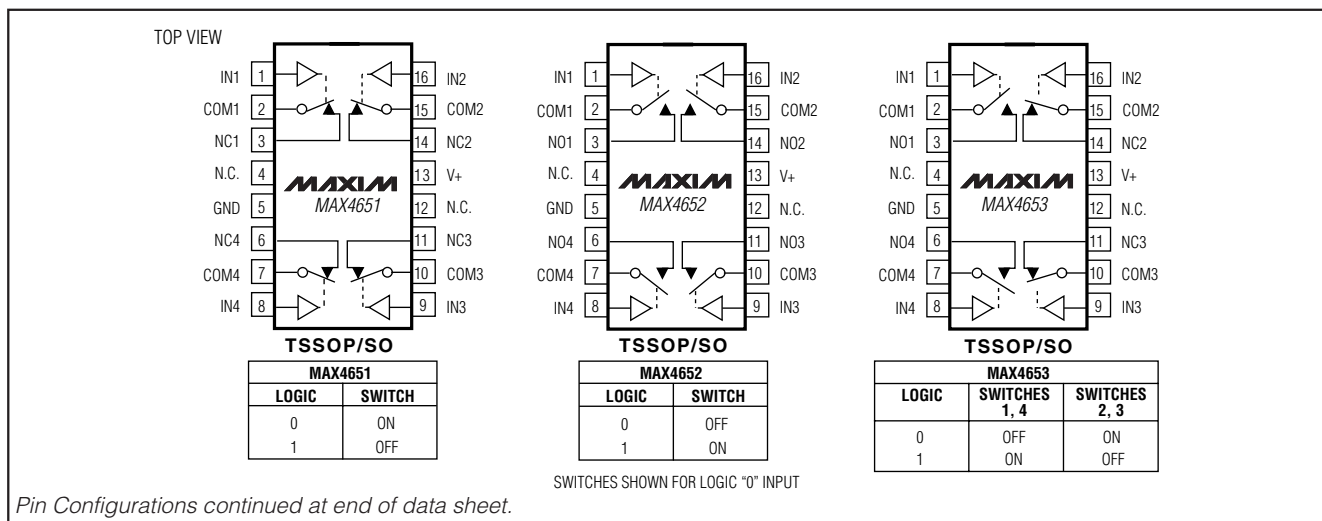 TOP VIEW
IN1 1 16 IN2
COM1 2 15 COM2
NC1 3 14 NC2
N.C. 4 13 V+
GND 5 12 N.C.
NC4 6 11 NC3
COM4 7 10 COM3
IN4 8 9 IN3
MAXIM
MAX4651
TSSOP/SO
MAX4651
LOGIC SWITCH
0 ON
1 OFF
IN1 1 16 IN2
COM1 2 15 COM2
NO1 3 14 NO2
N.C. 4 13 V+
GND 5 12 N.C.
NO4 6 11 NO3
COM4 7 10 COM3
IN4 8 9 IN3
MAXIM
MAX4652
TSSOP/SO
MAX4652
LOGIC SWITCH
0 OFF
1 ON
IN1 1 16 IN2
COM1 2 15 COM2
NO1 3 14 NC2
N.C. 4 13 V+
GND 5 12 N.C.
NO4 6 11 NC3
COM4 7 10 COM3
IN4 8 9 IN3
MAXIM
MAX4653
TSSOP/SO
MAX4653
LOGIC SWITCHES 1, 4 SWITCHES 2, 3
0 OFF ON
1 ON OFF
SWITCHES SHOWN FOR LOGIC “0” INPUT
Pin Configurations continued at end of data sheet.